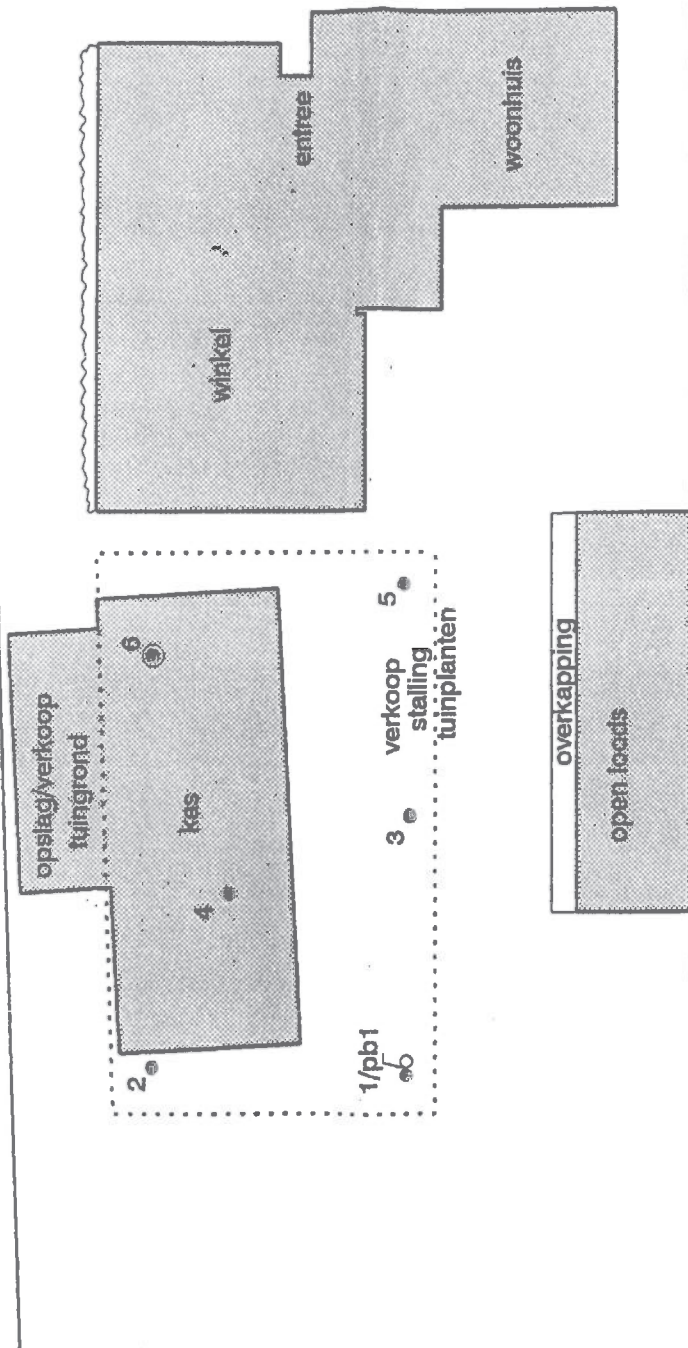 opslag/verkoop
tuingrond
kas
6
4
2
winkel
entree
woonhuis
1/pb1
3
5
verkoop
stalling
tuinplanten
overkapping
open loods